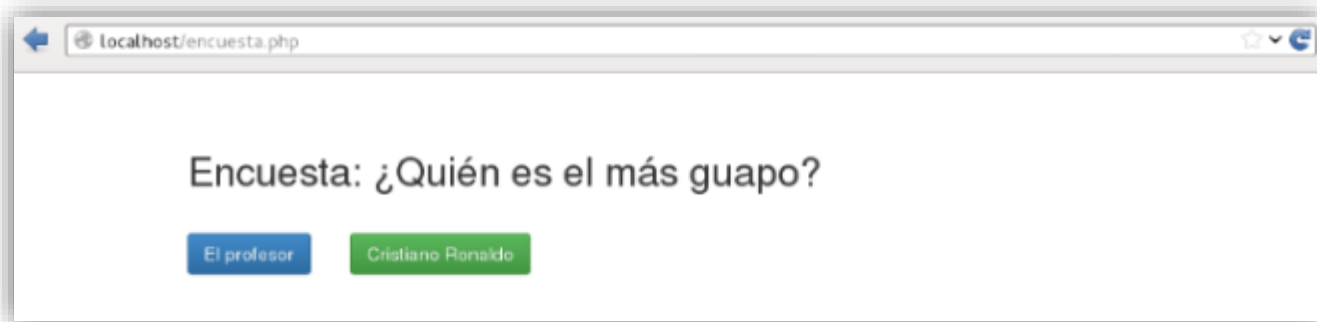 localhost/encuesta.php
Encuesta: ¿Quién es el más guapo?
El profesor Cristiano Ronaldo